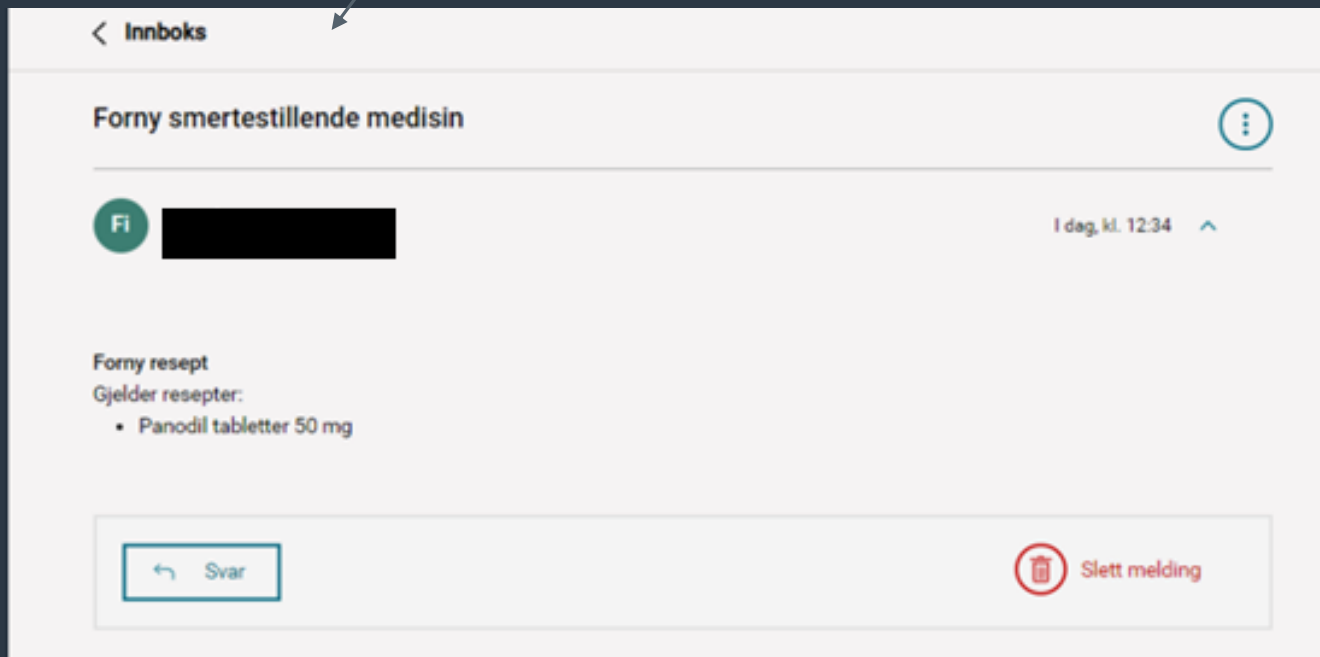 Innboks
Forny smertestillende medisin
Fi
I dag, kl. 12:34
Forny resept
Gjelder resepter:
• Panodil tabletter 50 mg
Svar
Slett melding